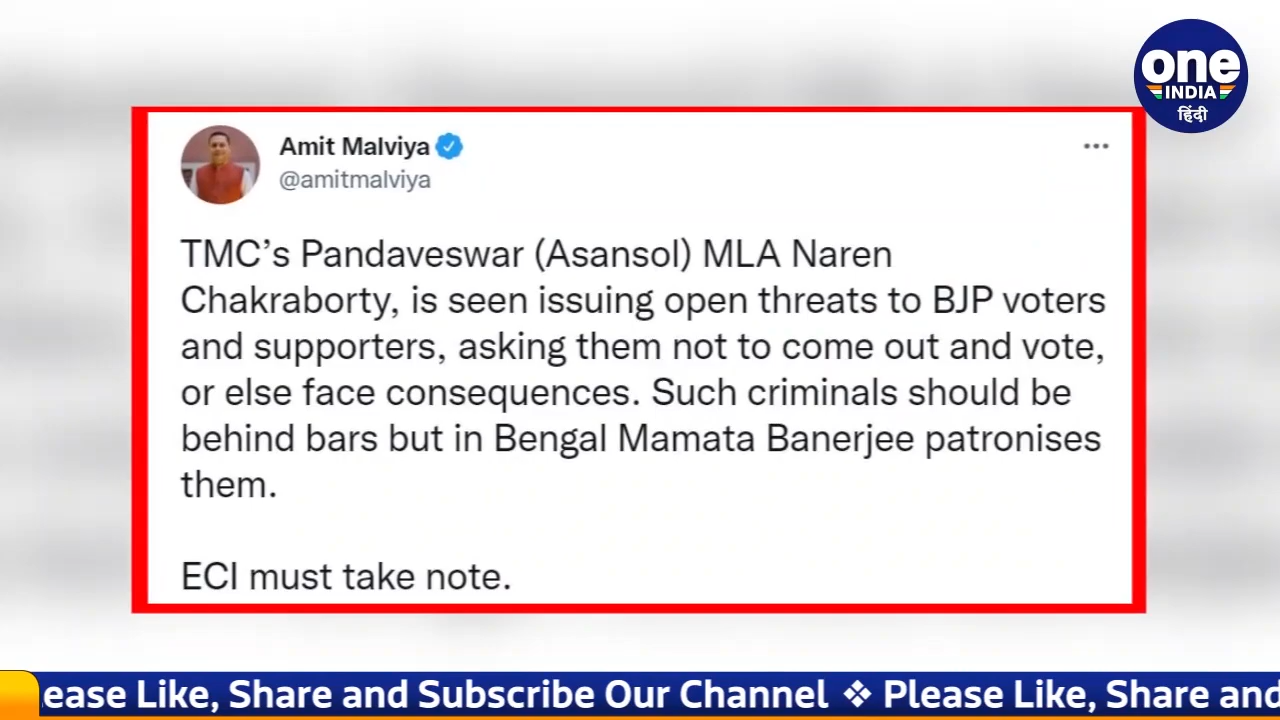 one
INDIA
हिंदी
Amit Malviya
@amitmalviya
TMC’s Pandaveswar (Asansol) MLA Naren
Chakraborty, is seen issuing open threats to BJP voters
and supporters, asking them not to come out and vote,
or else face consequences. Such criminals should be
behind bars but in Bengal Mamata Banerjee patronises
them.
ECI must take note.
ease Like, Share and Subscribe Our Channel ❖ Please Like, Share and